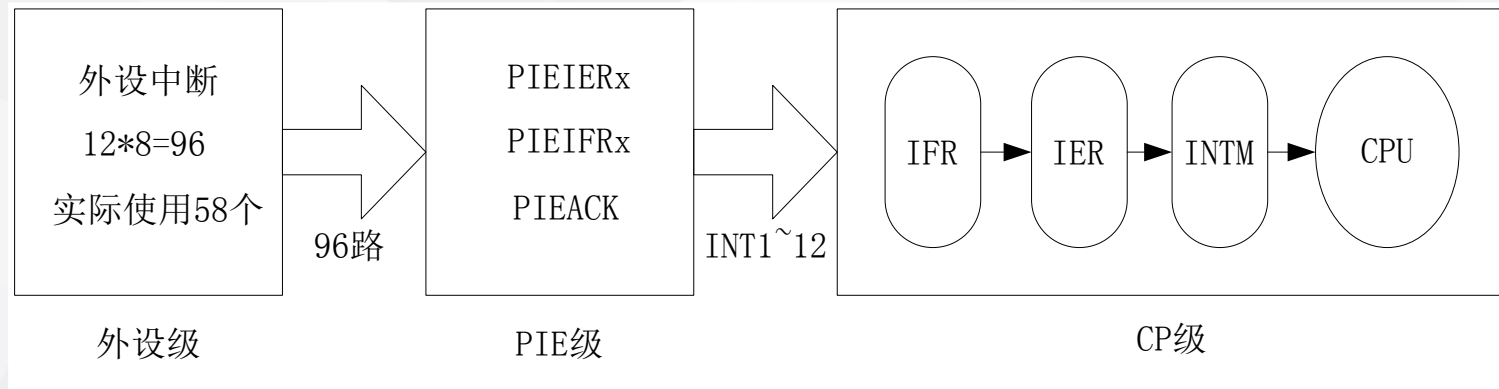 外设中断
12*8=96
实际使用58个
96路
外设级
PIEIERx
PIEIFRx
PIEACK
INT1~12
PIE级
IFR
IER
INTM
CPU
CP级